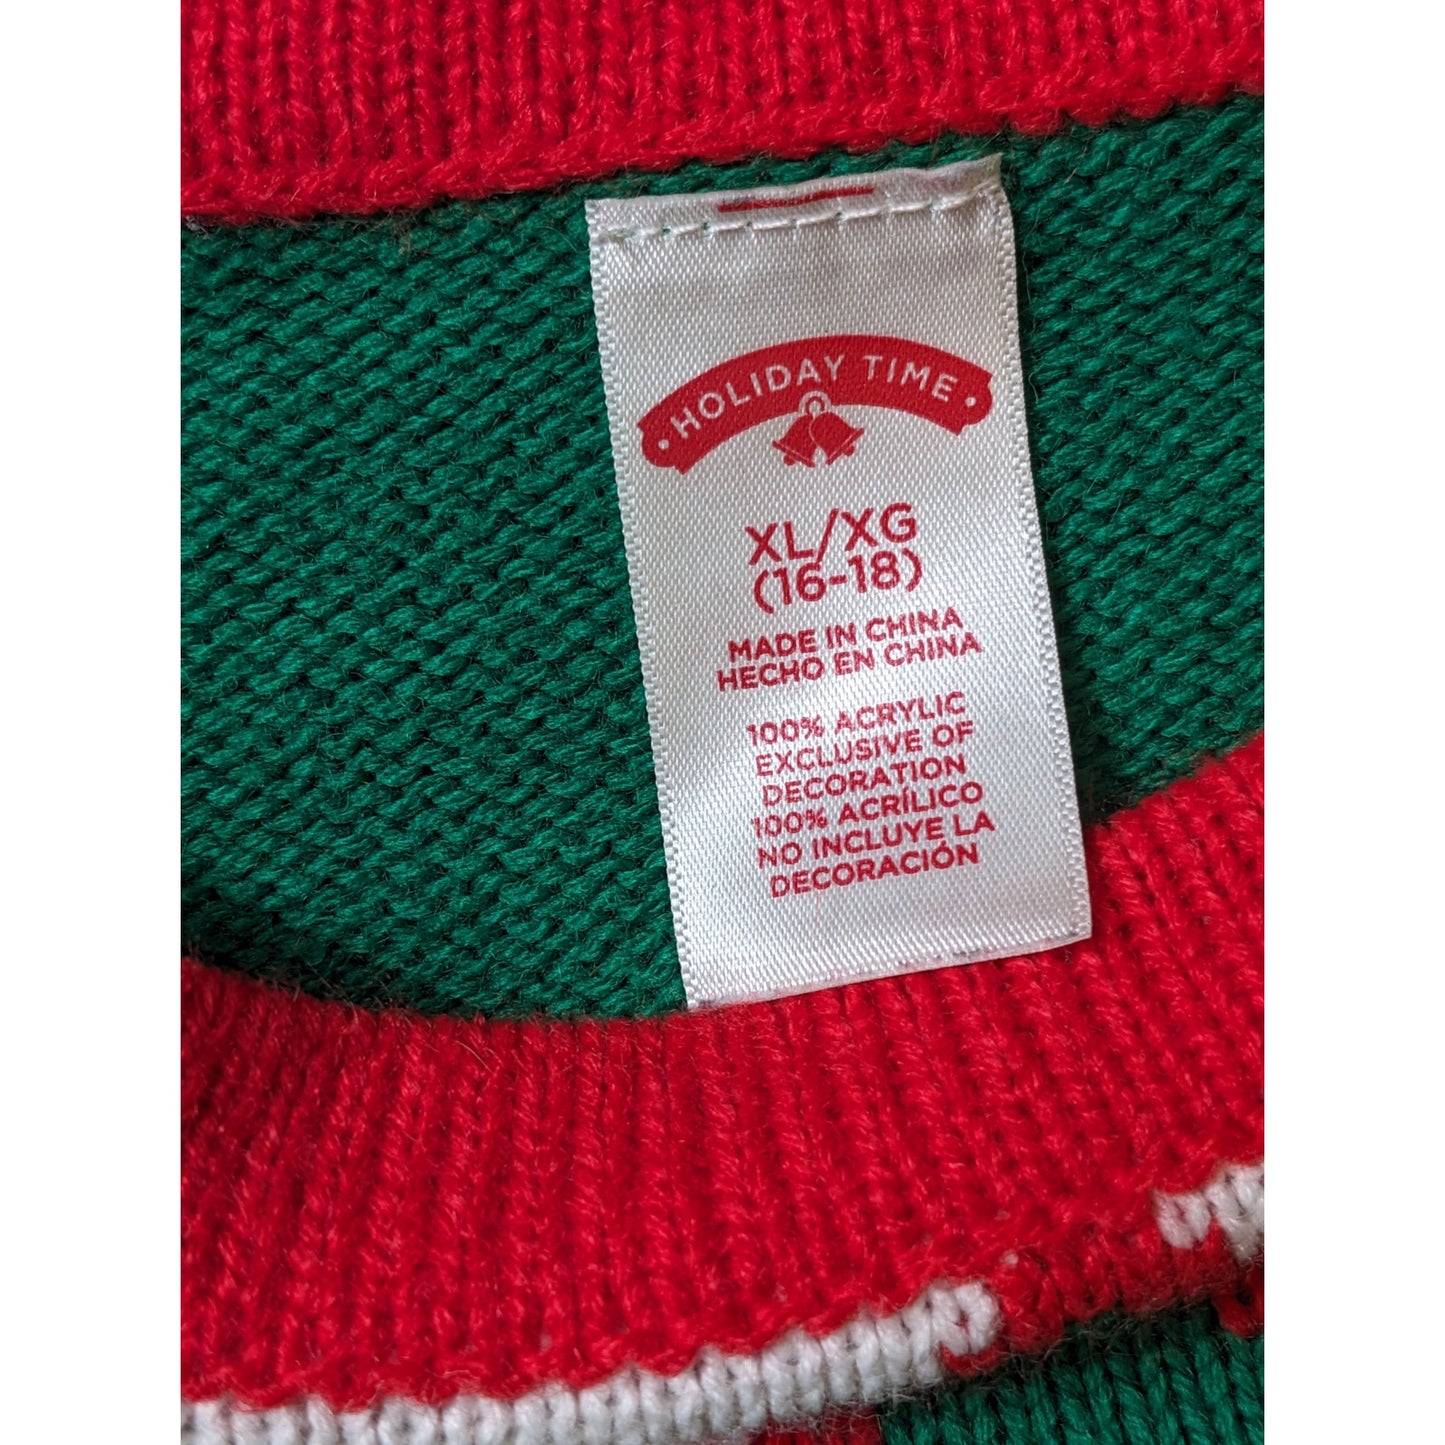 • HOLIDAY TIME •
XL/XG
(16-18)
MADE IN CHINA
HECHO EN CHINA
100% ACRYLIC
EXCLUSIVE OF
DECORATION
100% ACRÍLICO
NO INCLUYE LA
DECORACIÓN